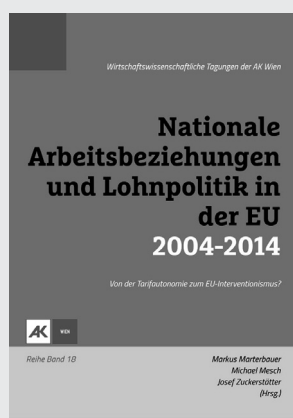 Wirtschaftswissenschaftliche Tagungen der AK Wien
Nationale
Arbeitsbeziehungen
und Lohnpolitik in
der EU
2004-2014
Von der Tarifautonomie zum EU-Interventionismus?
AK WIEN
Reihe Band 18
Markus Marterbauer
Michael Mesch
Josef Zuckerstätter
(Hrsg.)